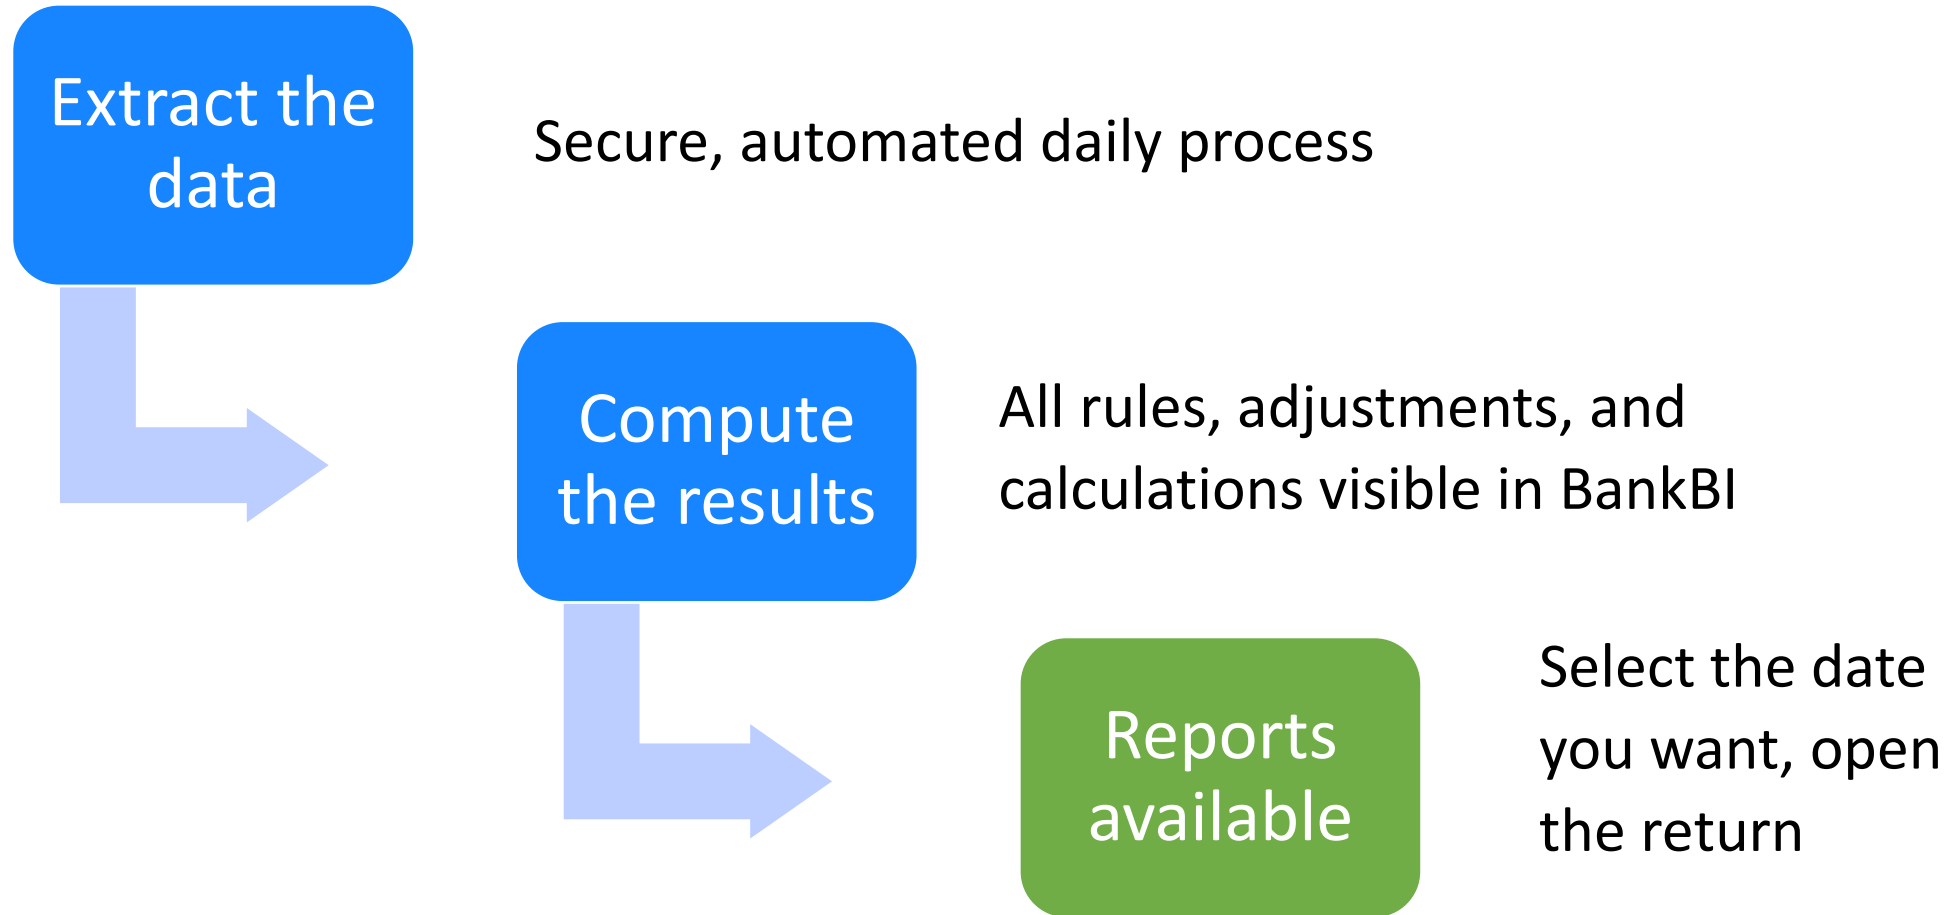 Extract the
data
Secure, automated daily process
Compute
the results
All rules, adjustments, and
calculations visible in BankBI
Reports
available
Select the date
you want, open
the return